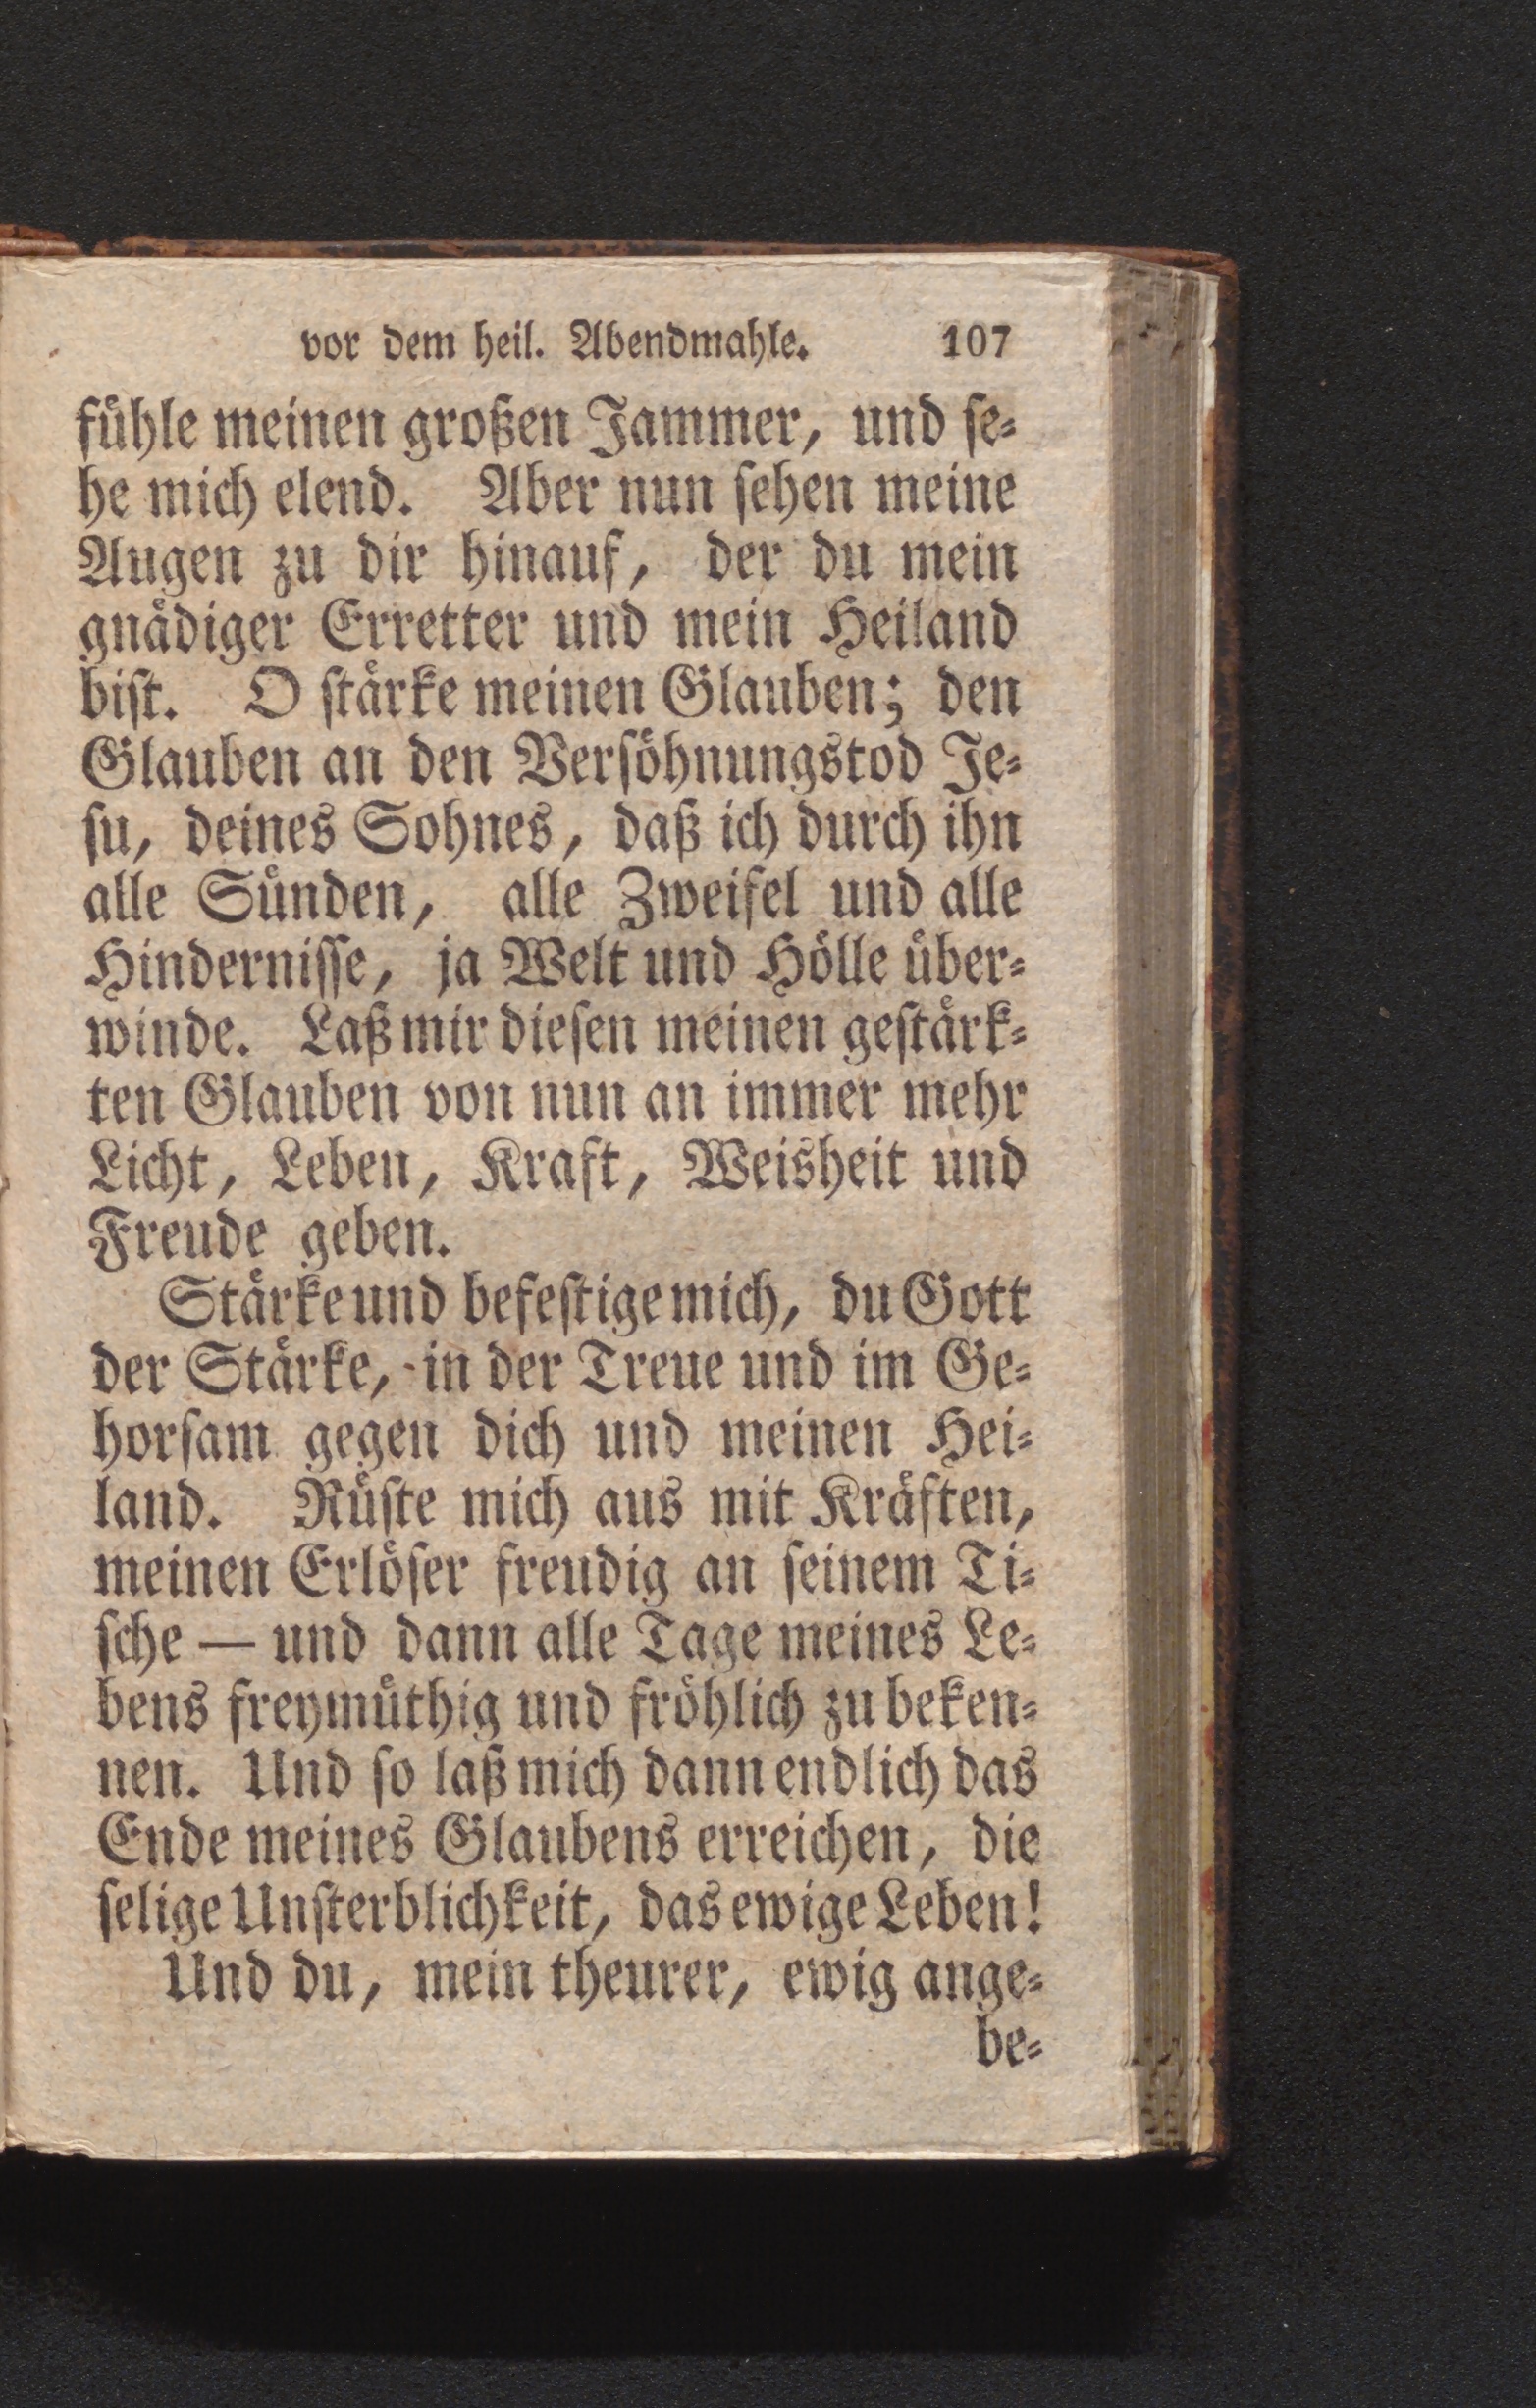 vor dem heil. Abendmahle. 107
fühle meinen großen Jammer, und ſe⸗
he mich elend. Aber nun ſehen meine
Augen zu dir hinauf, der du mein
gnädiger Erretter und mein Heiland
biſt. O ſtärke meinen Glauben; den
Glauben an den Verſöhnungstod Je⸗
ſu, deines Sohnes, daß ich durch ihn
alle Sünden, alle Zweifel und alle
Hinderniſſe, ja Welt und Hölle über⸗
winde. Laß mir dieſen meinen geſtärk⸗
ten Glauben von nun an immer mehr
Licht, Leben, Kraft, Weisheit und
Freude geben.
Stärke und befeſtige mich, du Gott
der Stärke, in der Treue und im Ge⸗
horſam gegen dich und meinen Hei⸗
land. Rüſte mich aus mit Kräften,
meinen Erlöſer freudig an ſeinem Ti⸗
ſche — und dann alle Tage meines Le⸗
bens freymüthig und fröhlich zu beken⸗
nen. Und ſo laß mich dann endlich das
Ende meines Glaubens erreichen, die
ſelige Unſterblichkeit, das ewige Leben!
Und du, mein theurer, ewig ange⸗
be⸗